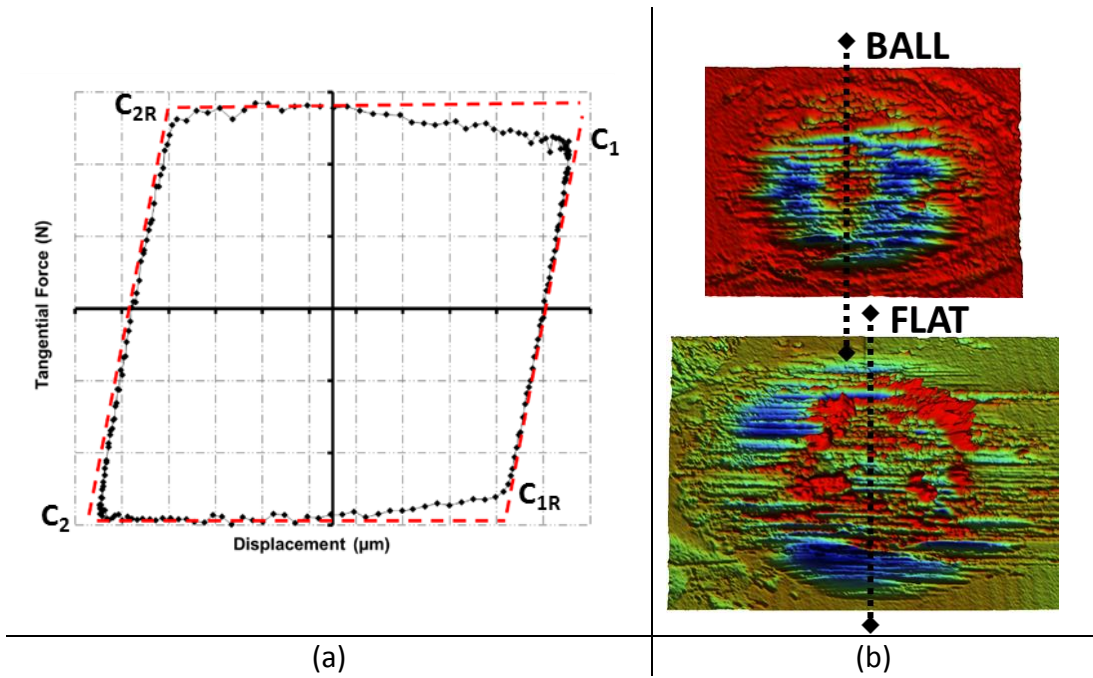 C2R
C1
Tangential Force (N)
C2
C1R
Displacement (µm)
(a)
BALL
FLAT
(b)